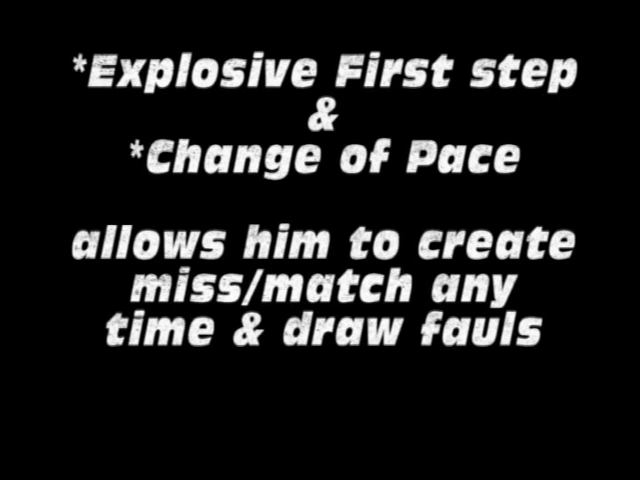 *Explosive First step
&
*Change of Pace
allows him to create
miss/match any
time & draw fauls